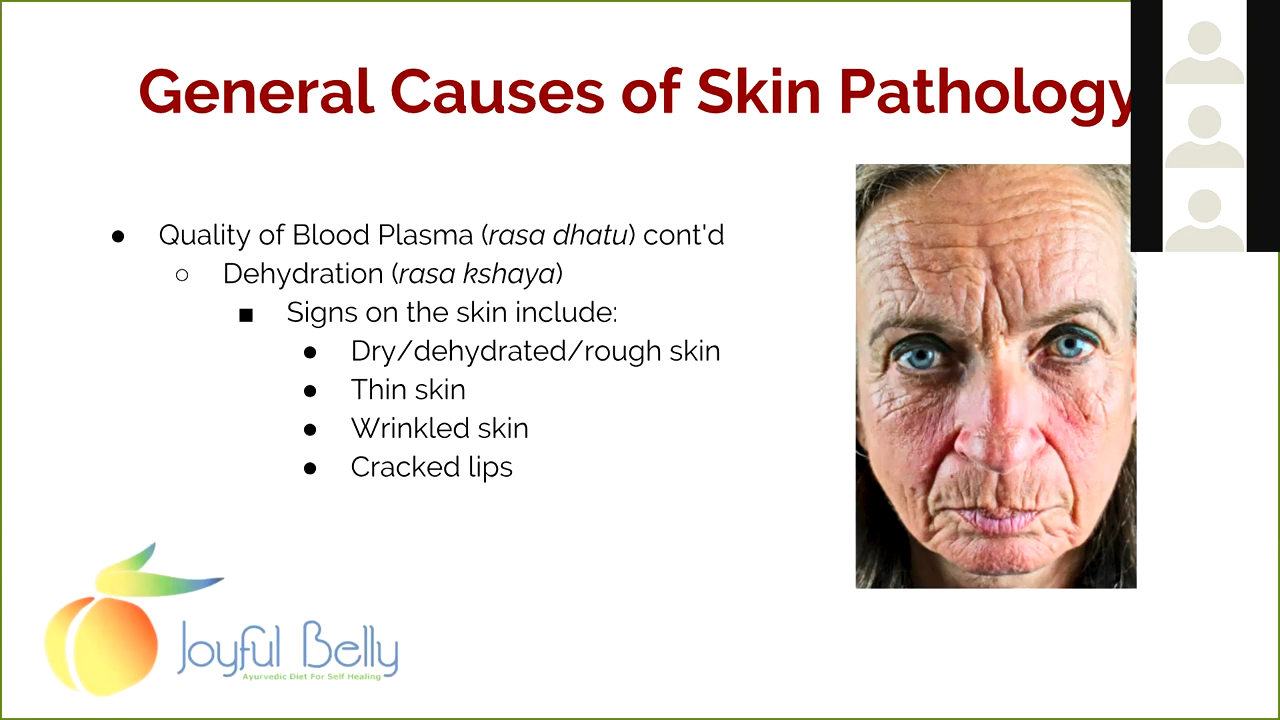 General Causes of Skin Pathology
● Quality of Blood Plasma (rasa dhatu) cont'd
○ Dehydration (rasa kshaya)
■ Signs on the skin include:
● Dry/dehydrated/rough skin
● Thin skin
● Wrinkled skin
● Cracked lips
Joyful Belly
Ayurvedic Diet For Self Healing